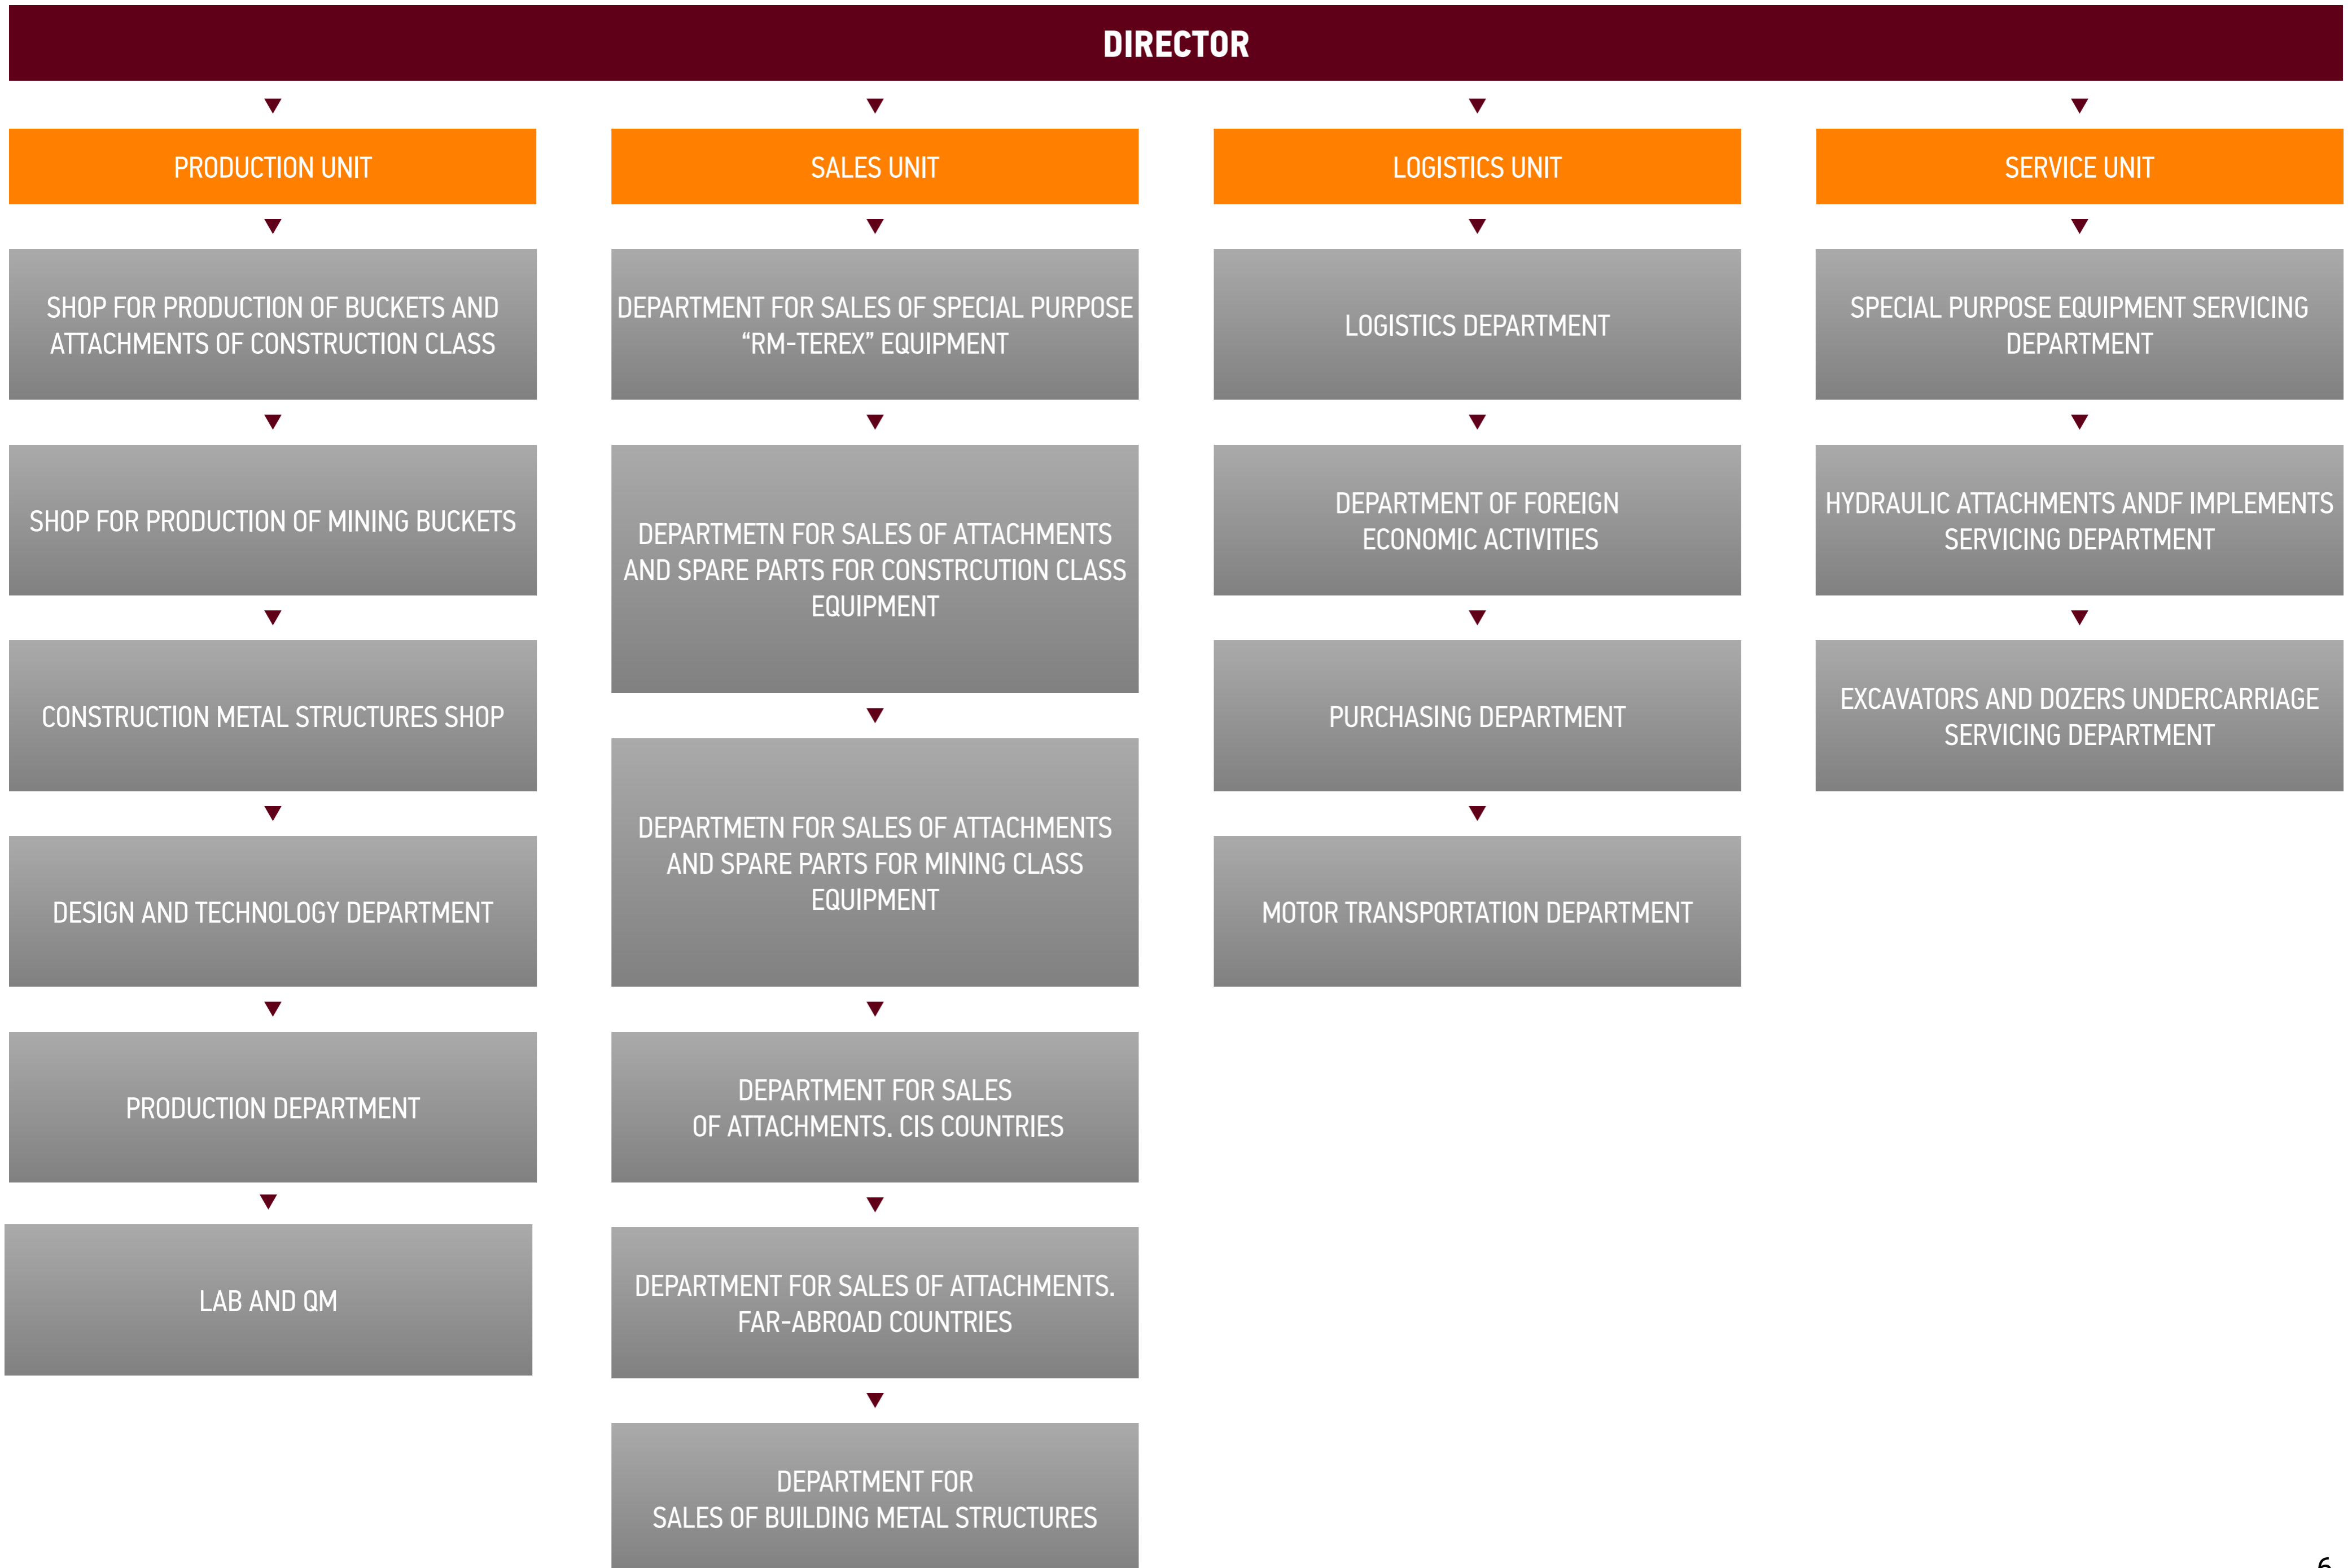 DIRECTOR
PRODUCTION UNIT
SHOP FOR PRODUCTION OF BUCKETS AND
ATTACHMENTS OF CONSTRUCTION CLASS
SHOP FOR PRODUCTION OF MINING BUCKETS
CONSTRUCTION METAL STRUCTURES SHOP
DESIGN AND TECHNOLOGY DEPARTMENT
PRODUCTION DEPARTMENT
LAB AND QM
SALES UNIT
DEPARTMENT FOR SALES OF SPECIAL PURPOSE
“RM-TEREX” EQUIPMENT
DEPARTMETN FOR SALES OF ATTACHMENTS
AND SPARE PARTS FOR CONSTRCUTION CLASS
EQUIPMENT
DEPARTMETN FOR SALES OF ATTACHMENTS
AND SPARE PARTS FOR MINING CLASS
EQUIPMENT
DEPARTMENT FOR SALES
OF ATTACHMENTS. CIS COUNTRIES
DEPARTMENT FOR SALES OF ATTACHMENTS.
FAR-ABROAD COUNTRIES
DEPARTMENT FOR
SALES OF BUILDING METAL STRUCTURES
LOGISTICS UNIT
LOGISTICS DEPARTMENT
DEPARTMENT OF FOREIGN
ECONOMIC ACTIVITIES
PURCHASING DEPARTMENT
MOTOR TRANSPORTATION DEPARTMENT
SERVICE UNIT
SPECIAL PURPOSE EQUIPMENT SERVICING
DEPARTMENT
HYDRAULIC ATTACHMENTS ANDF IMPLEMENTS
SERVICING DEPARTMENT
EXCAVATORS AND DOZERS UNDERCARRIAGE
SERVICING DEPARTMENT
6